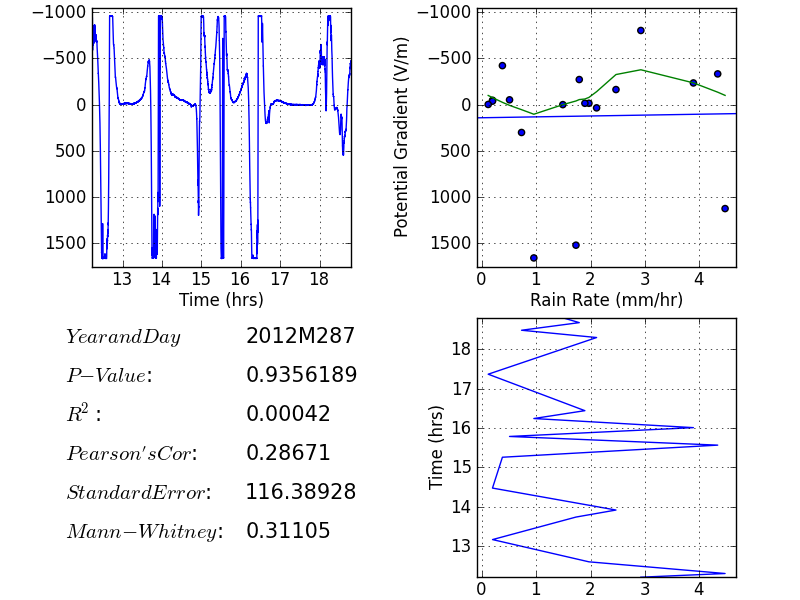 −1000
−500
0
500
1000
1500
13 14 15 16 17 18
Time (hrs)
Potential Gradient (V/m)
−1000
−500
0
500
1000
1500
0 1 2 3 4
Rain Rate (mm/hr)
YearandDay 2012M287
P−Value: 0.9356189
R² : 0.00042
Pearson'sCor: 0.28671
StandardError: 116.38928
Mann−Whitney: 0.31105
Time (hrs)
18
17
16
15
14
13
0 1 2 3 4